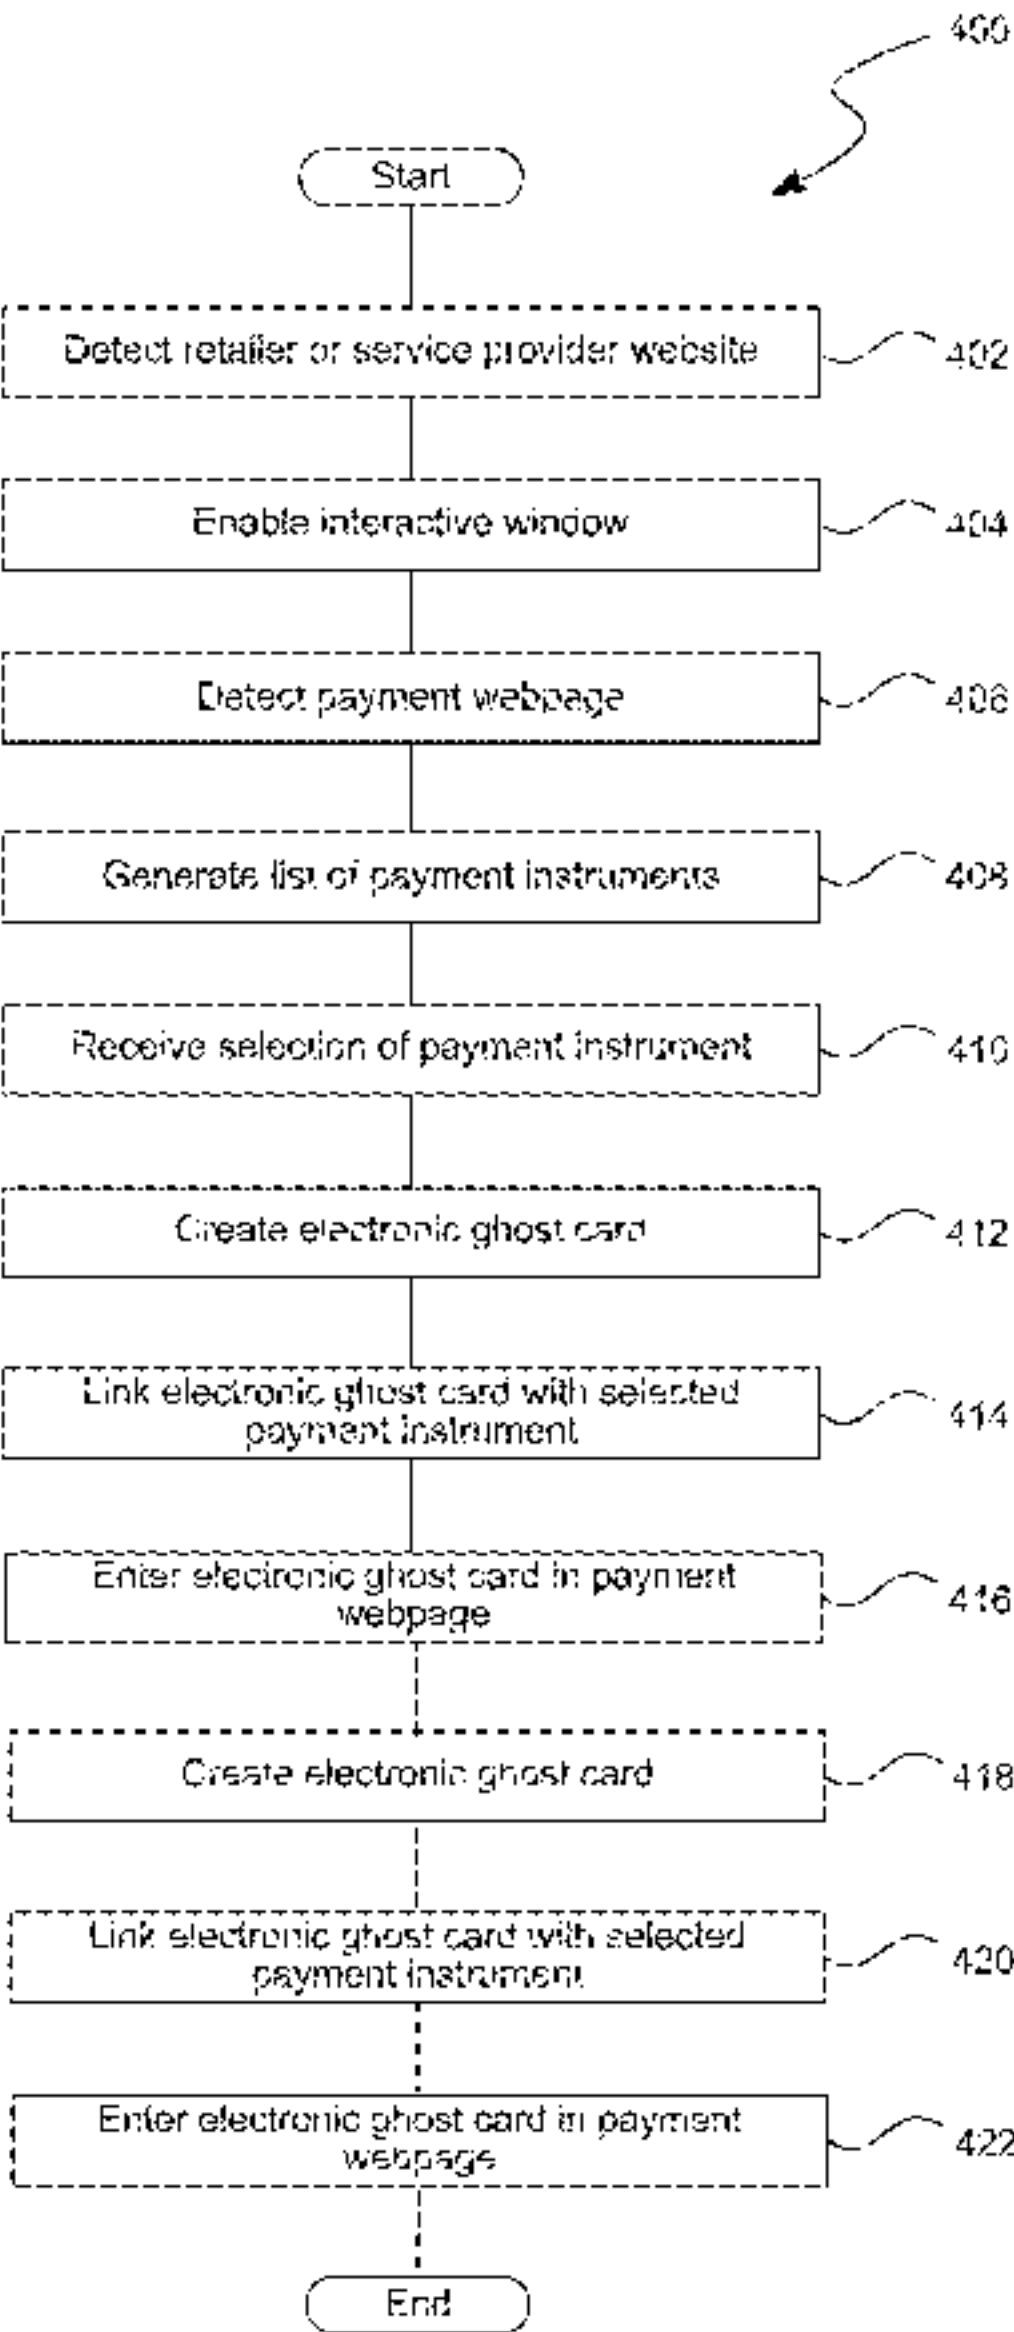 400
Start
Detect retailer or service provider website
402
Enable interactive window
404
Detect payment webpage
406
Generate list of payment instruments
408
Receive selection of payment instrument
410
Create electronic ghost card
412
Link electronic ghost card with selected
payment instrument
414
Enter electronic ghost card in payment
webpage
416
Create electronic ghost card
418
Link electronic ghost card with selected
payment instrument
420
Enter electronic ghost card in payment
webpage
422
End